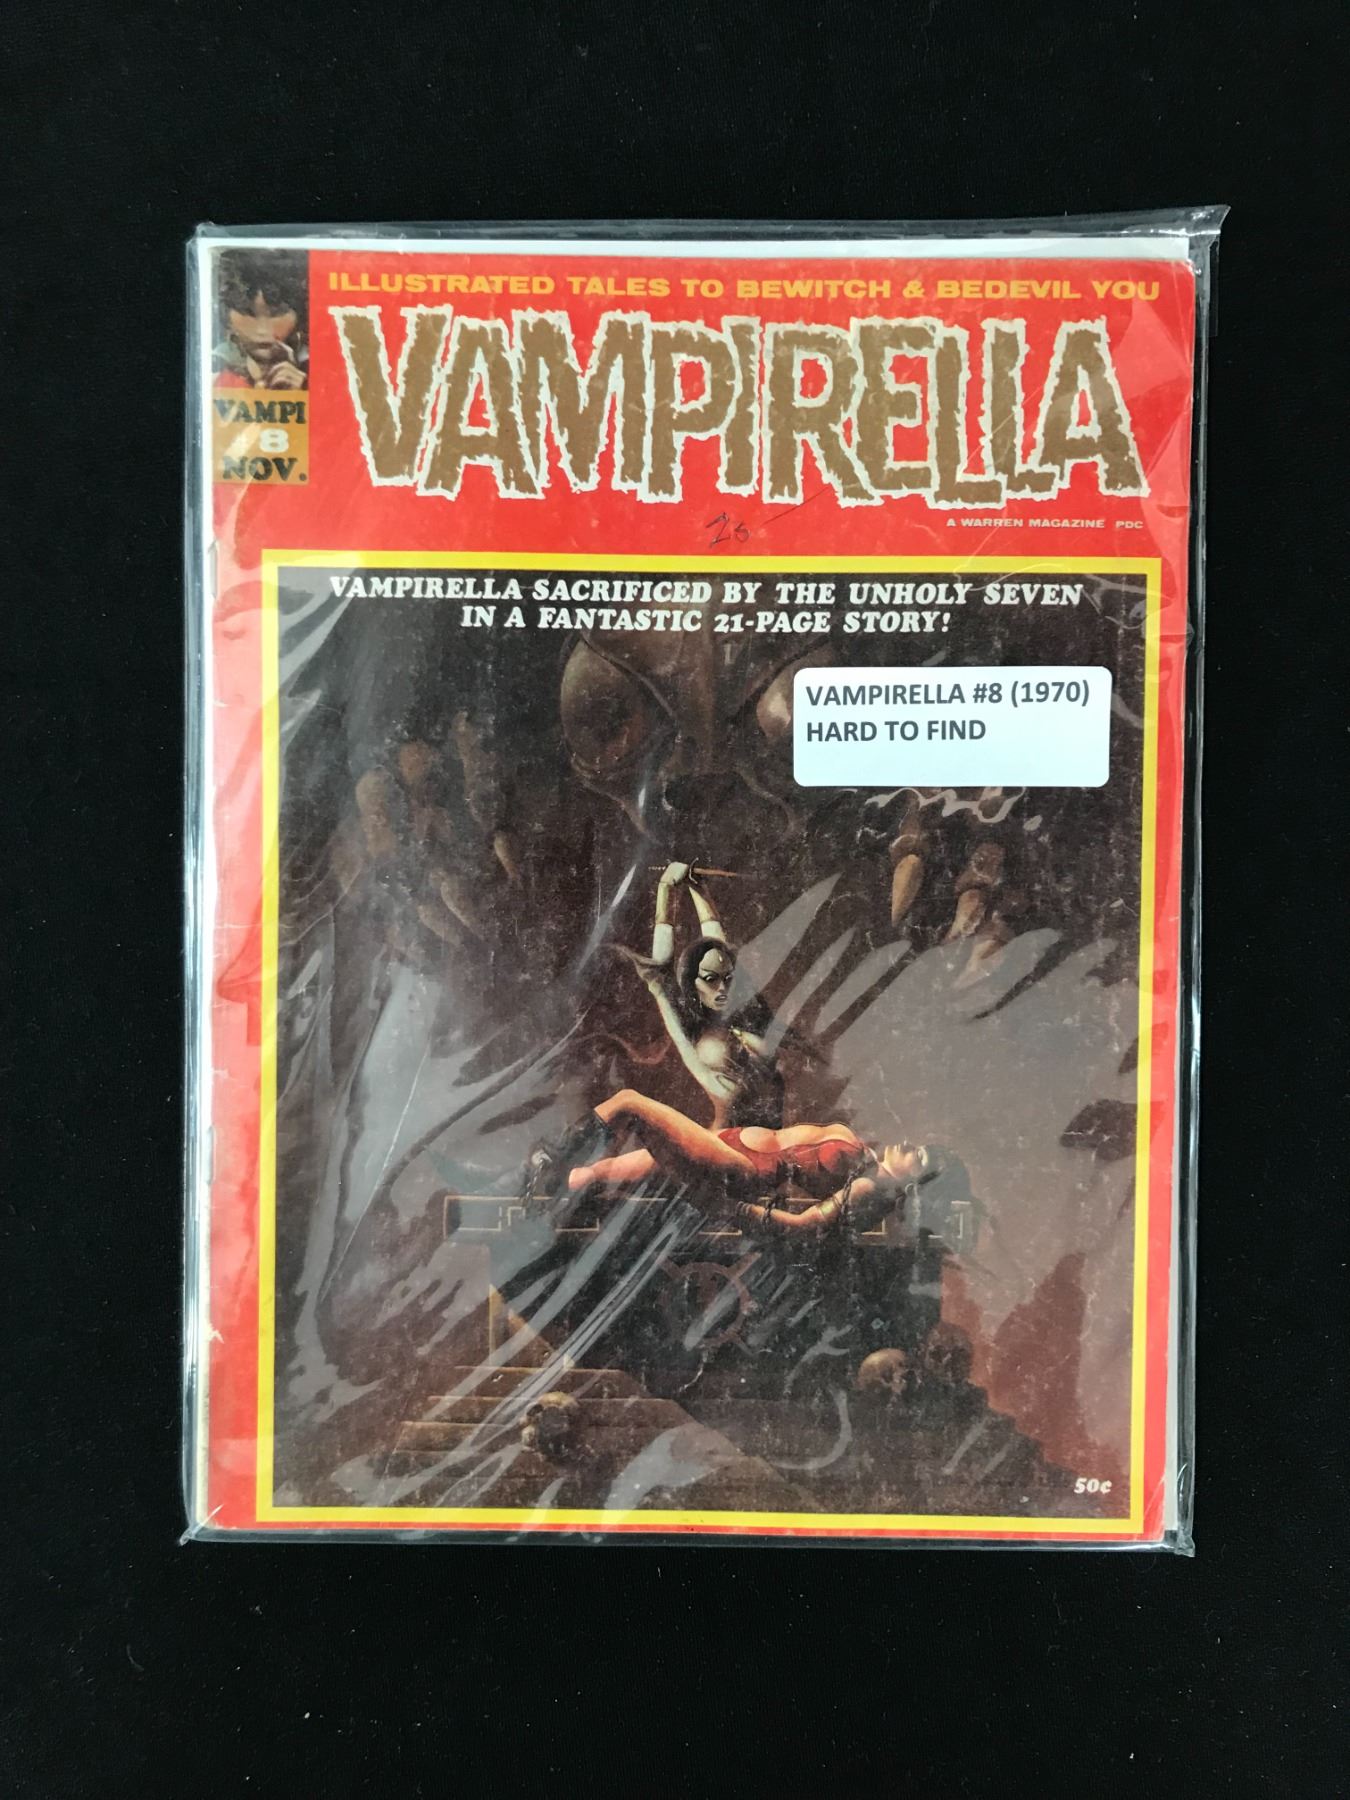 ILLUSTRATED TALES TO BEWITCH & BEDEVIL YOU
VAMPIRELLA
VAMPI
8
NOV.
A WARREN MAGAZINE PDC
25
VAMPIRELLA SACRIFICED BY THE UNHOLY SEVEN
IN A FANTASTIC 21-PAGE STORY!
VAMPIRELLA #8 (1970)
HARD TO FIND
50¢